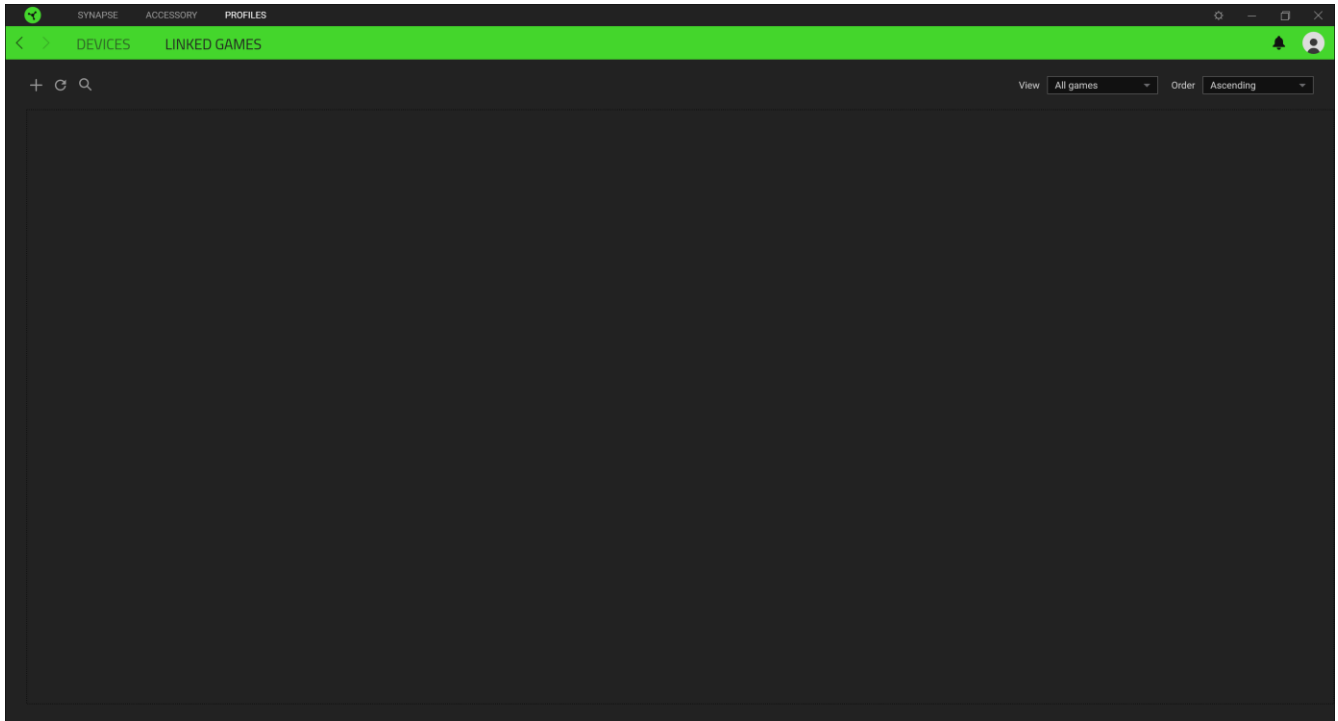 SYNAPSE ACCESSORY PROFILES
DEVICES LINKED GAMES
View All games Order Ascending